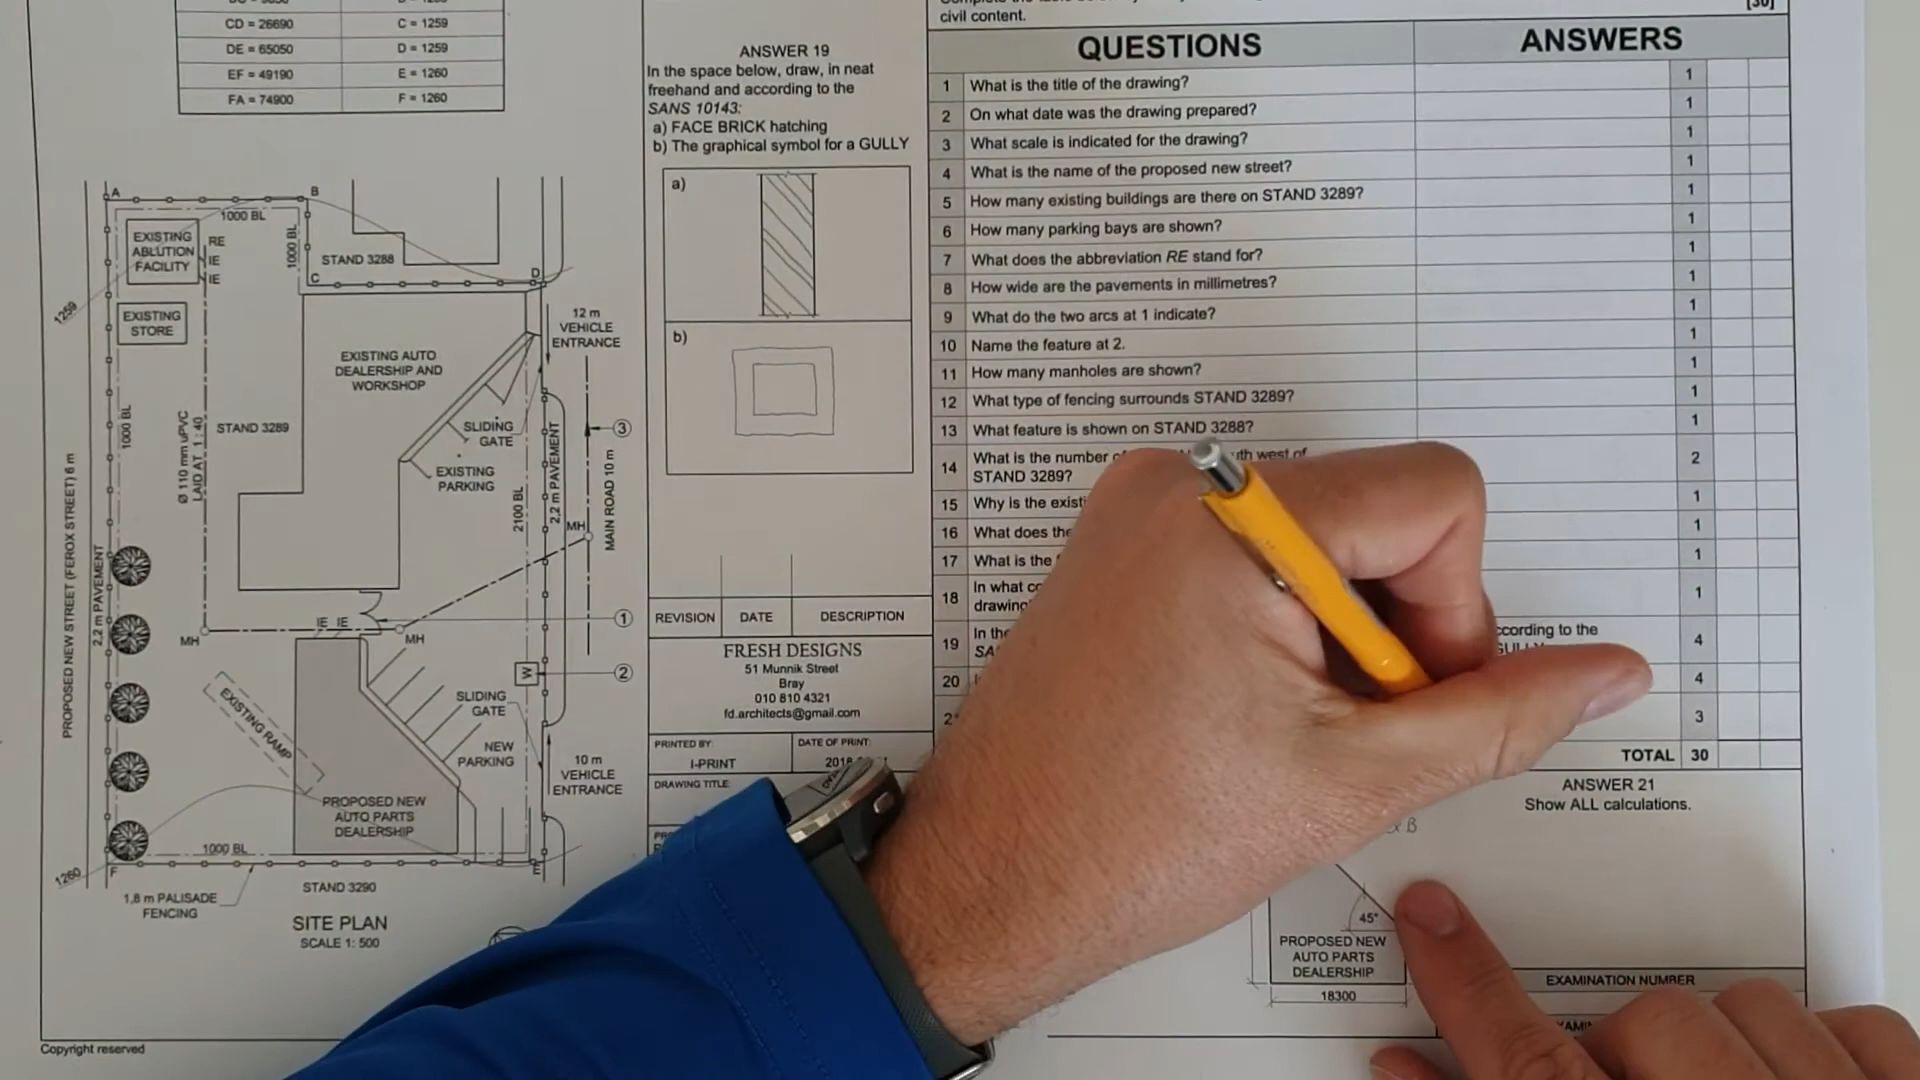 CD = 26690 C = 1259
DE = 65050 D = 1259
EF = 49190 E = 1260
FA = 74900 F = 1260
A
B
1000 BL
EXISTING
ABLUTION
FACILITY
RE
IE
IE
1000 BL
STAND 3288
C
D
1259
EXISTING
STORE
12 m
VEHICLE
ENTRANCE
EXISTING AUTO
DEALERSHIP AND
WORKSHOP
1000 BL
Ø 110 mm uPVC
LAID AT 1 : 40
STAND 3289
SLIDING
GATE
EXISTING
PARKING
2100 BL
2,2 m PAVEMENT
3
MAIN ROAD 10 m
MH
PROPOSED NEW STREET (FEROX STREET) 6 m
2,2 m PAVEMENT
MH
IE IE
MH
1
W
2
EXISTING RAMP
SLIDING
GATE
NEW
PARKING
10 m
VEHICLE
ENTRANCE
PROPOSED NEW
AUTO PARTS
DEALERSHIP
1000 BL
1260
F
E
1,8 m PALISADE
FENCING
STAND 3290
SITE PLAN
SCALE 1: 500
Copyright reserved
ANSWER 19
In the space below, draw, in neat
freehand and according to the
SANS 10143:
a) FACE BRICK hatching
b) The graphical symbol for a GULLY
a)
b)
REVISION DATE DESCRIPTION
FRESH DESIGNS
51 Munnik Street
Bray
010 810 4321
fd.architects@gmail.com
PRINTED BY: DATE OF PRINT:
I-PRINT 2018
DRAWING TITLE:
civil content.
[30]
QUESTIONS ANSWERS
1 What is the title of the drawing? 1
2 On what date was the drawing prepared? 1
3 What scale is indicated for the drawing? 1
4 What is the name of the proposed new street? 1
5 How many existing buildings are there on STAND 3289? 1
6 How many parking bays are shown? 1
7 What does the abbreviation RE stand for? 1
8 How wide are the pavements in millimetres? 1
9 What do the two arcs at 1 indicate? 1
10 Name the feature at 2. 1
11 How many manholes are shown? 1
12 What type of fencing surrounds STAND 3289? 1
13 What feature is shown on STAND 3288? 1
14 What is the number west of 2
STAND 3289?
15 Why is the 1
16 What does the 1
17 What is the 1
18 In what 1
19 In the to the 4
20 4
3
TOTAL 30
ANSWER 21
Show ALL calculations.
B
45°
PROPOSED NEW
AUTO PARTS
DEALERSHIP
18300
EXAMINATION NUMBER